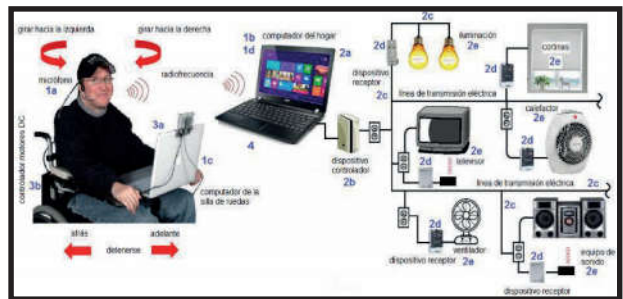 girar hacia la izquierda
girar hacia la derecha
micrófono
1a
radiofrecuencia
controlador motores DC
3b
3a
1c
computador de la
silla de ruedas
atrás
adelante
detenerse
1b
1d
computador del hogar
2a
4
dispositivo
controlador
2b
2c
2d
iluminación
2e
dispositivo
receptor
2c
línea de transmisión eléctrica
cortinas
2e
2d
calefactor
2e
2d
2e
televisor
2d
línea de transmisión eléctrica
2c
2c
2d
dispositivo receptor
ventilador
2e
2d
equipo de
sonido
2e
dispositivo receptor